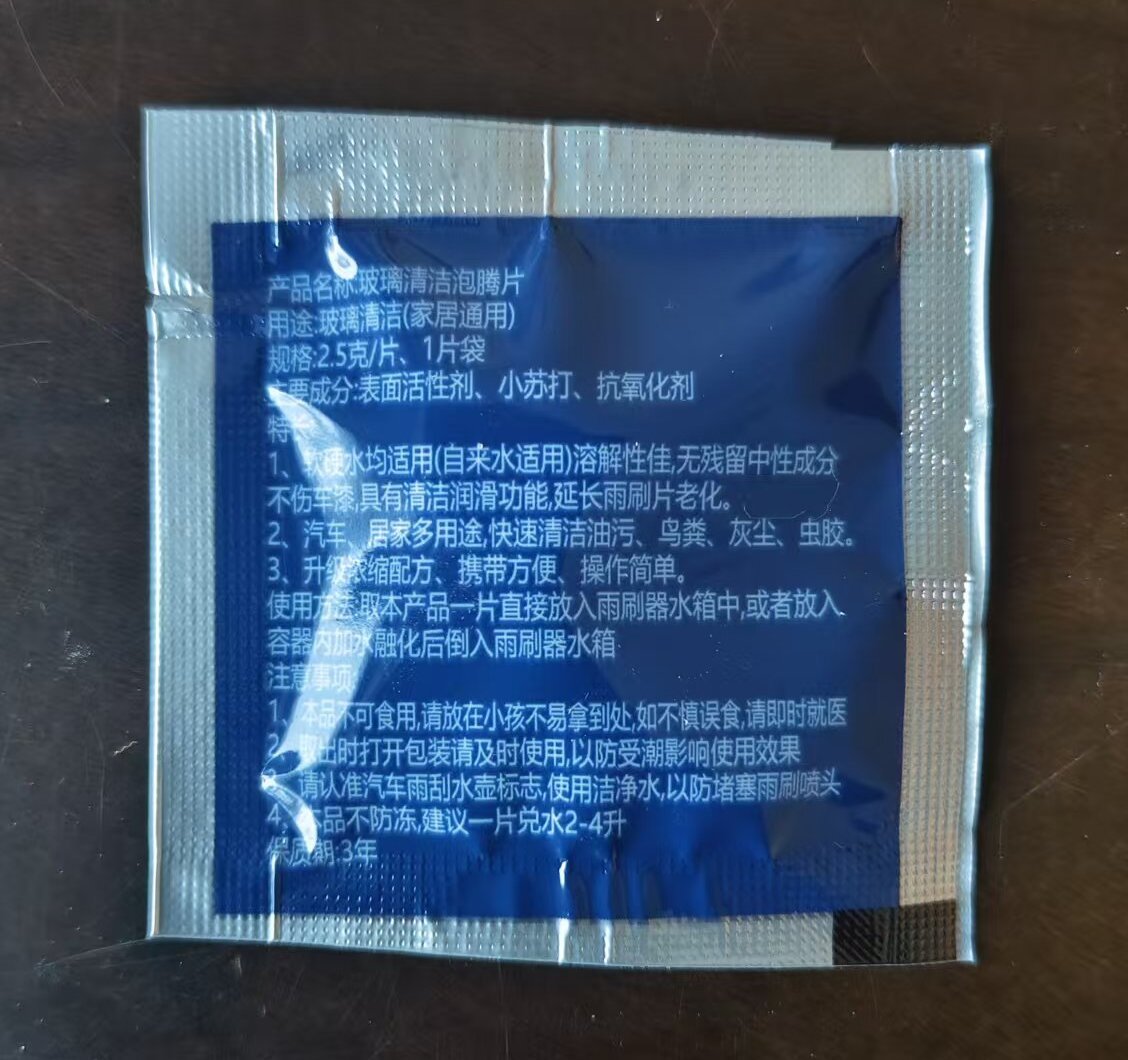 产品名称:玻璃清洁泡腾片
用途:玻璃清洁(家居通用)
规格:2.5克/片、1片袋
主要成分:表面活性剂、小苏打、抗氧化剂
特
1、软硬水均适用(自来水适用)溶解性佳,无残留中性成分
不伤车漆,具有清洁润滑功能,延长雨刷片老化。
2、汽车、居家多用途,快速清洁油污、鸟粪、灰尘、虫胶。
3、升级浓缩配方、携带方便、操作简单。
使用方法:取本产品一片直接放入雨刷器水箱中,或者放入
容器内加水融化后倒入雨刷器水箱
注意事项
1、本品不可食用,请放在小孩不易拿到处,如不慎误食,请即时就医
取出时打开包装请及时使用,以防受潮影响使用效果
请认准汽车雨刮水壶标志,使用洁净水,以防堵塞雨刷喷头
4、本品不防冻,建议一片兑水2-4升
保质期:3年